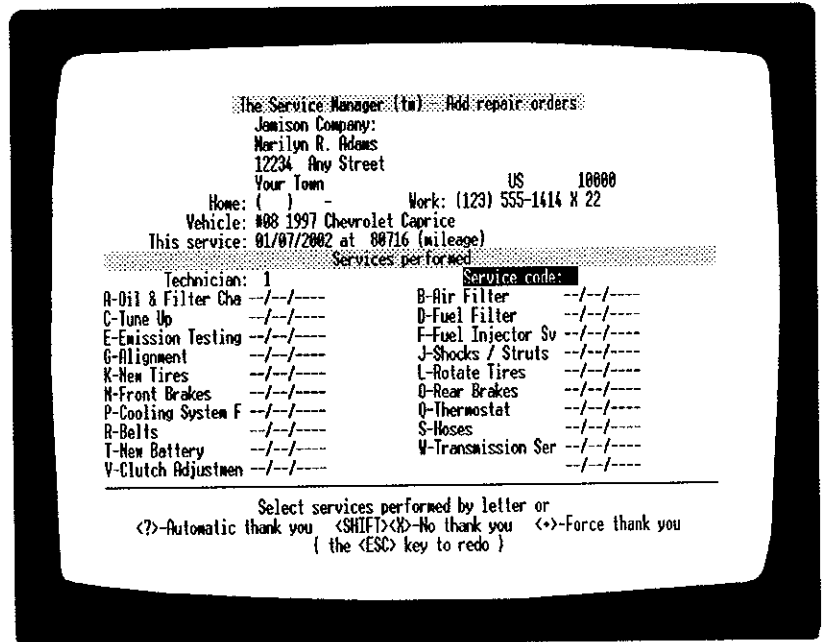 The Service Manager (tm) - Add repair orders
Jamison Company:
Marilyn R. Adams
12234 Any Street
Your Town US 10000
Home: ( ) - Work: (123) 555-1414 X 22
Vehicle: #08 1997 Chevrolet Caprice
This service: 01/07/2002 at 80716 (mileage)
Services performed
Technician: 1 Service code:
A-Oil & Filter Cha --/--/---- B-Air Filter --/--/----
C-Tune Up --/--/---- D-Fuel Filter --/--/----
E-Emission Testing --/--/---- F-Fuel Injector Sv --/--/----
G-Alignment --/--/---- J-Shocks / Struts --/--/----
K-New Tires --/--/---- L-Rotate Tires --/--/----
N-Front Brakes --/--/---- O-Rear Brakes --/--/----
P-Cooling System F --/--/---- Q-Thermostat --/--/----
R-Belts --/--/---- S-Hoses --/--/----
T-New Battery --/--/---- W-Transmission Ser --/--/----
V-Clutch Adjustmen --/--/---- --/--/----
Select services performed by letter or
<?>-Automatic thank you <SHIFT><X>-No thank you <+>-Force thank you
{ the <ESC> key to redo }